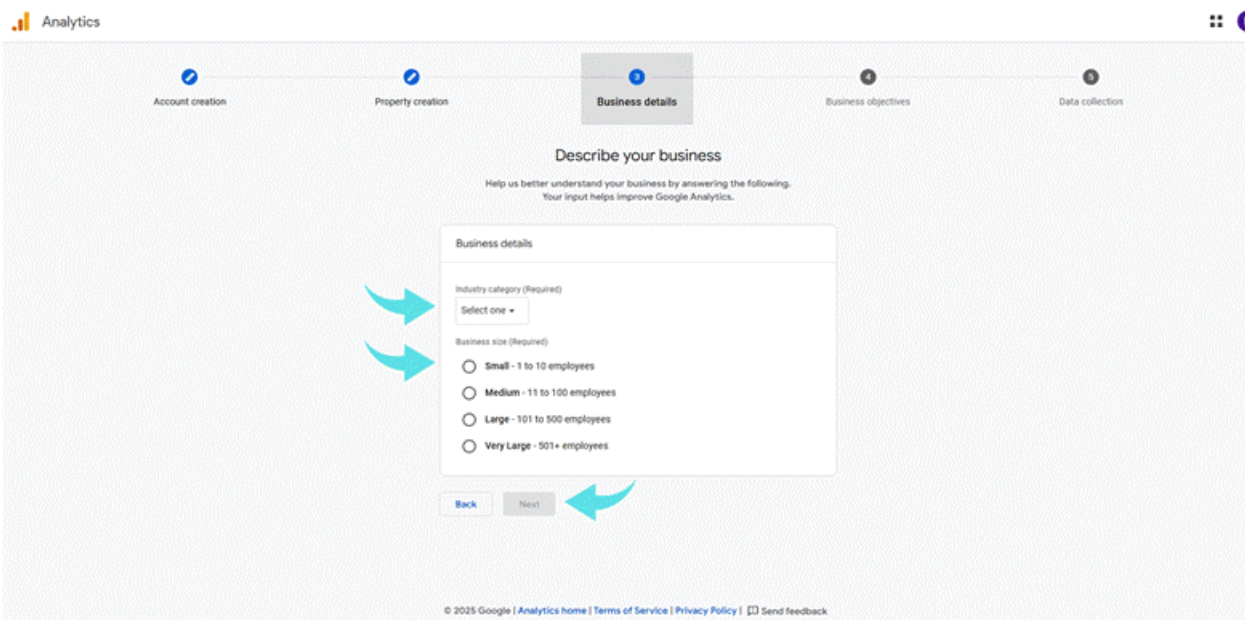 Analytics
3
4
5
Account creation
Property creation
Business details
Business objectives
Data collection
Describe your business
Help us better understand your business by answering the following.
Your input helps improve Google Analytics.
Business details
Industry category (Required)
Select one
Business size (Required)
Small - 1 to 10 employees
Medium - 11 to 100 employees
Large - 101 to 500 employees
Very Large - 501+ employees
Back
Next
© 2025 Google | Analytics home | Terms of Service | Privacy Policy | Send feedback